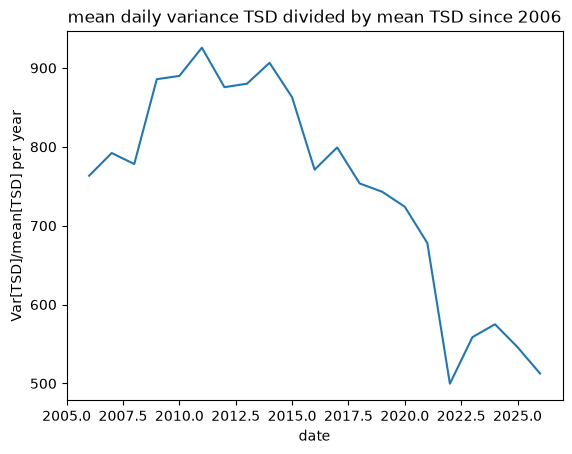 mean daily variance TSD divided by mean TSD since 2006
Var[TSD]/mean[TSD] per year
900
800
700
600
500
2005.0 2007.5 2010.0 2012.5 2015.0 2017.5 2020.0 2022.5 2025.0
date